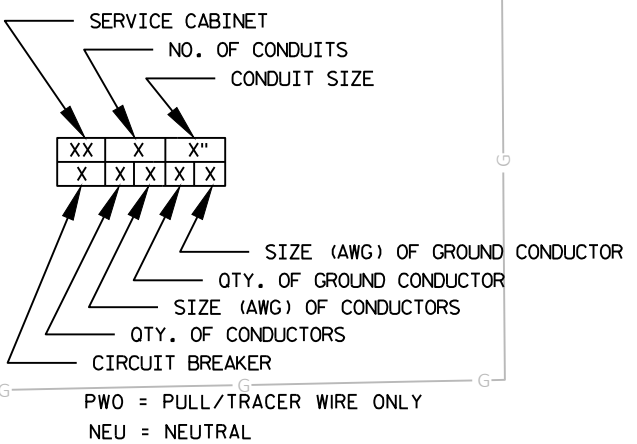 SERVICE CABINET
NO. OF CONDUITS
CONDUIT SIZE
XX X X"
X X X X X
SIZE (AWG) OF GROUND CONDUCTOR
QTY. OF GROUND CONDUCTOR
SIZE (AWG) OF CONDUCTORS
QTY. OF CONDUCTORS
CIRCUIT BREAKER
G
G G G
PWO = PULL/TRACER WIRE ONLY
NEU = NEUTRAL